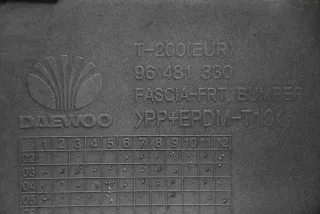 T-200(EUR)
96 481 330
FASCIA-FRT. BUMPER
DAEWOO
>PP+EPDM-T10<
1 2 3 4 5 6 7 8 9 10 11 12
02
03
04
05